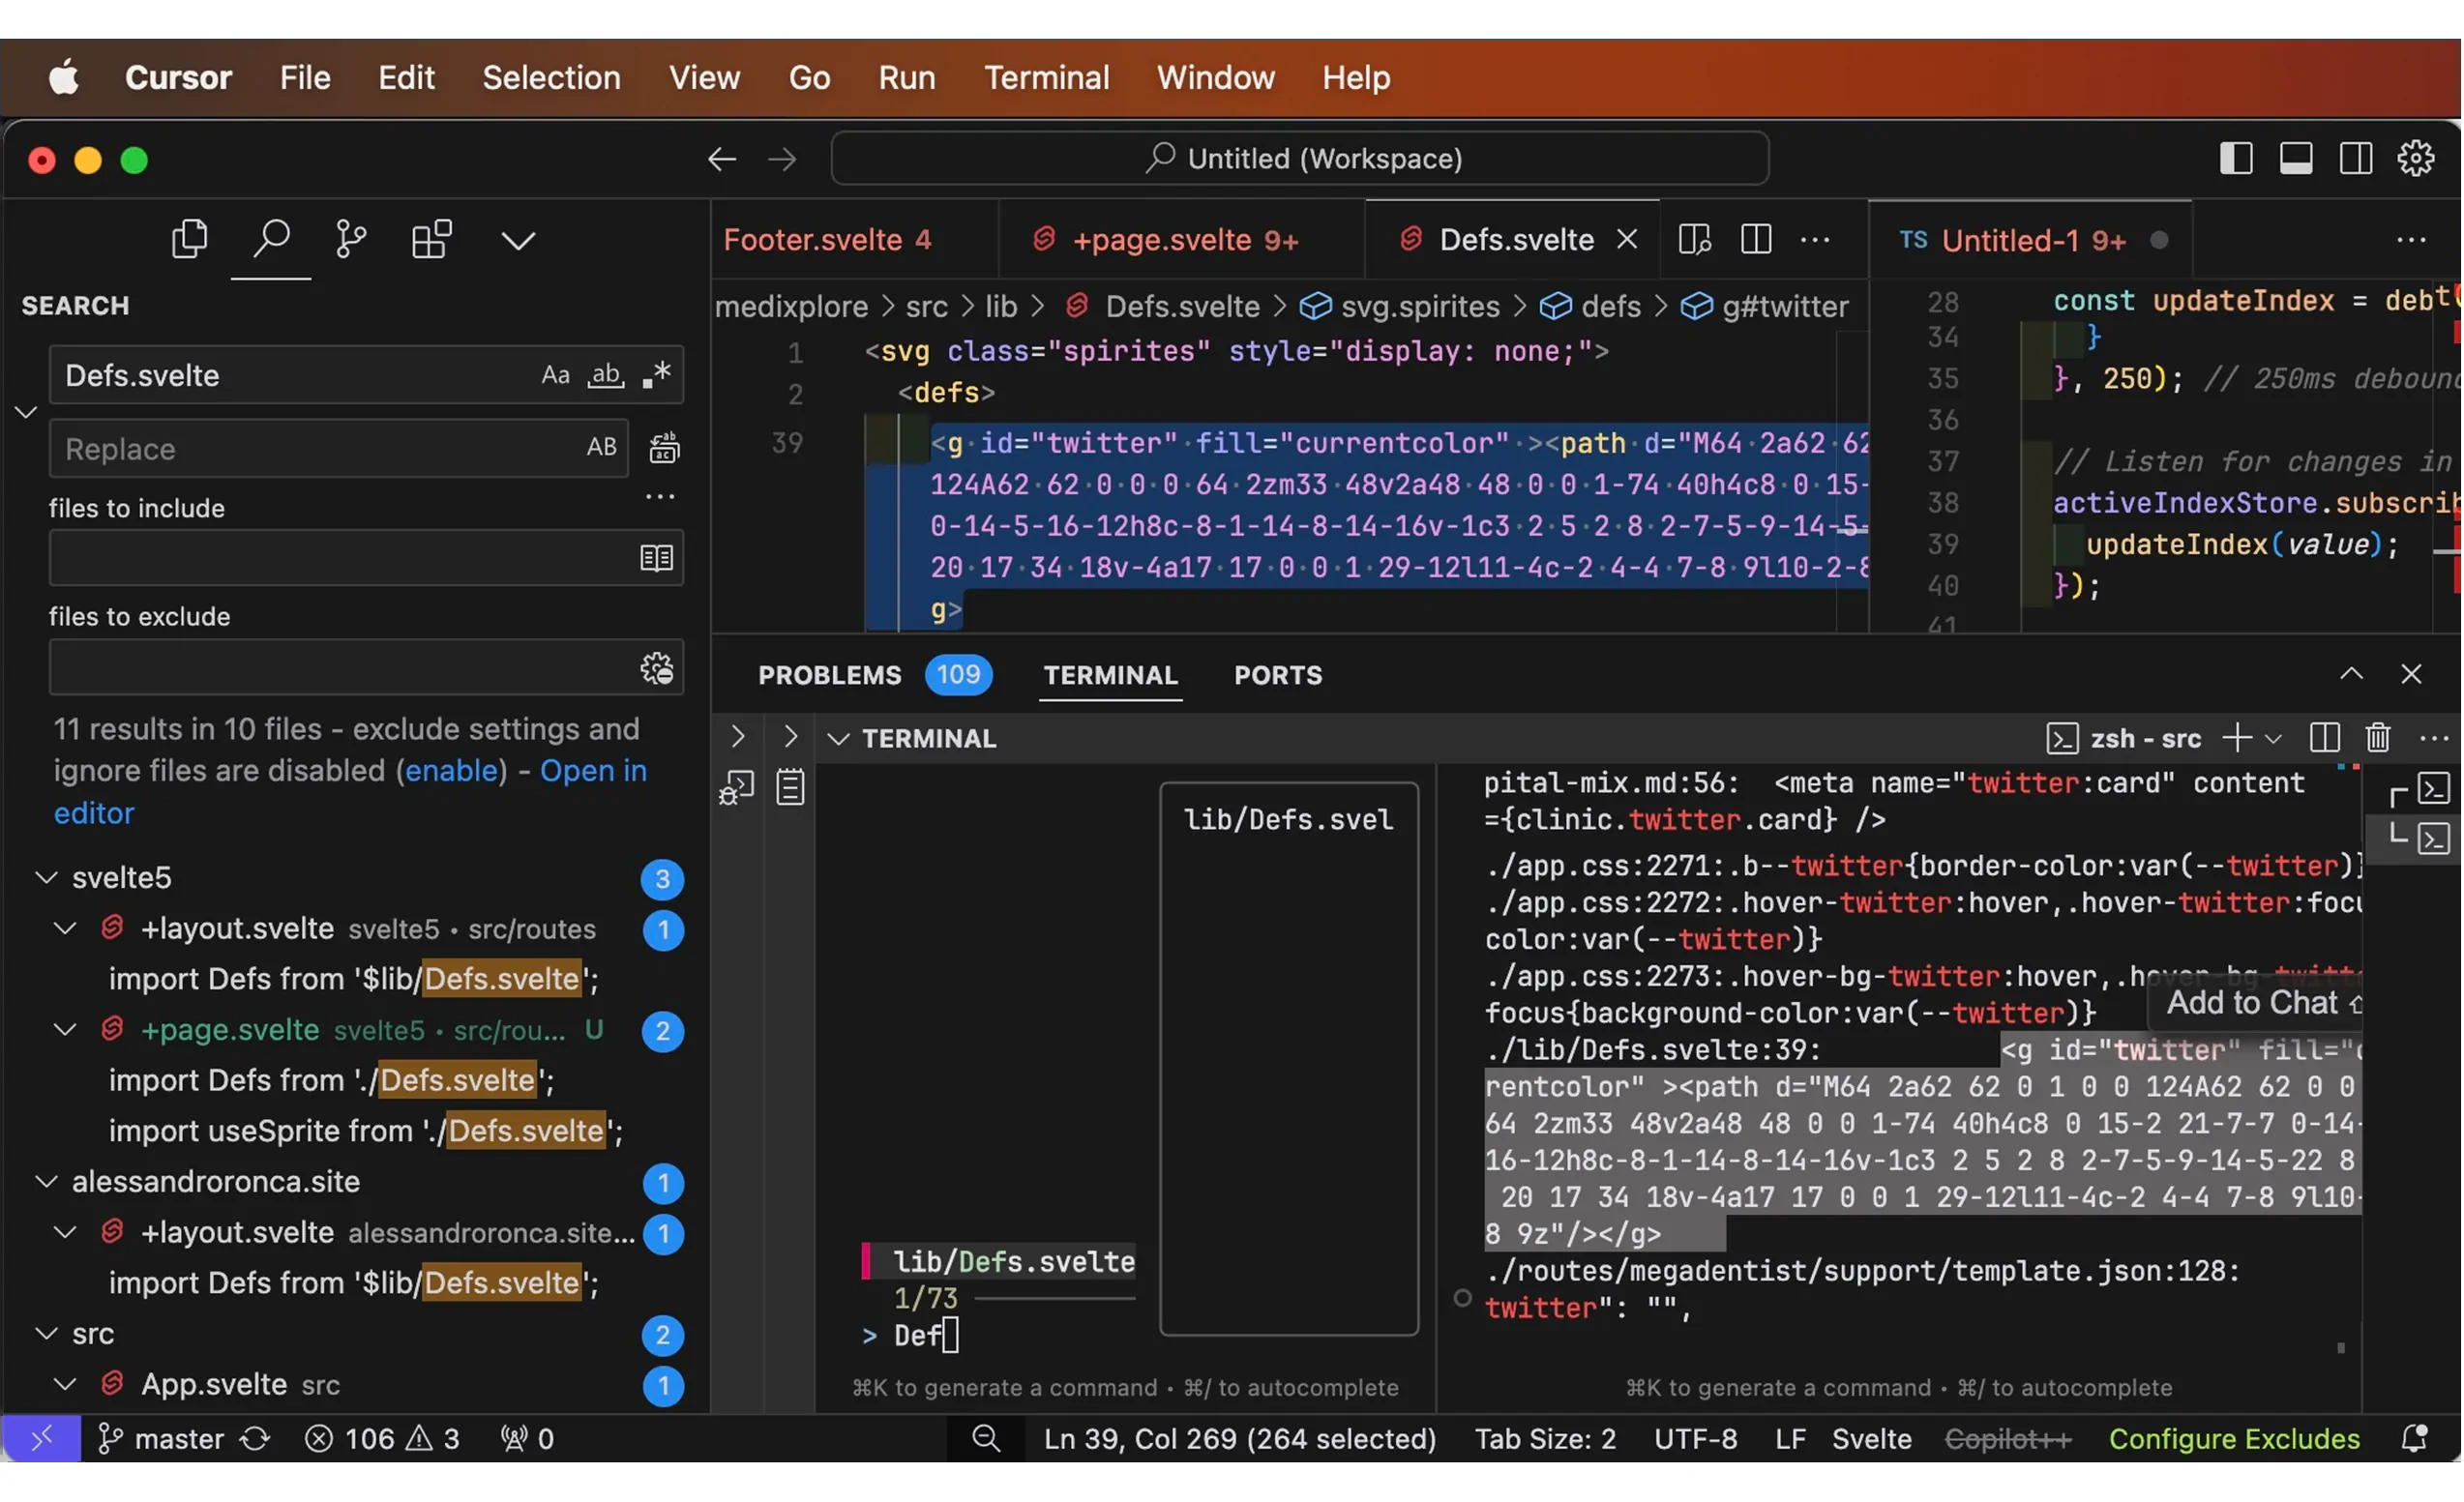 Cursor File Edit Selection View Go Run Terminal Window Help
Untitled (Workspace)
SEARCH
Defs.svelte Aa ab .*
Replace AB
files to include
files to exclude
11 results in 10 files - exclude settings and
ignore files are disabled (enable) - Open in
editor
svelte5 3
+layout.svelte svelte5 • src/routes 1
import Defs from '$lib/Defs.svelte';
+page.svelte svelte5 • src/rou... U 2
import Defs from './Defs.svelte';
import useSprite from './Defs.svelte';
alessandroronca.site 1
+layout.svelte alessandroronca.site... 1
import Defs from '$lib/Defs.svelte';
src 2
App.svelte src 1
Footer.svelte 4 +page.svelte 9+ Defs.svelte
medixplore > src > lib > Defs.svelte > svg.spirites > defs > g#twitter
1 <svg class="spirites" style="display: none;">
2 <defs>
39 <g id="twitter" fill="currentcolor" ><path d="M64 2a62 62
124A62 62 0 0 0 64 2zm33 48v2a48 48 0 0 1-74 40h4c8 0 15-
0-14-5-16-12h8c-8-1-14-8-14-16v-1c3 2 5 2 8 2-7-5-9-14-5-
20 17 34 18v-4a17 17 0 0 1 29-12l11-4c-2 4-4 7-8 9l10-2-8
g>
TS Untitled-1 9+
28 const updateIndex = deb
34 }
35 }, 250); // 250ms debounc
36
37 // Listen for changes in
38 activeIndexStore.subscrib
39 updateIndex(value);
40 });
41
PROBLEMS 109 TERMINAL PORTS
TERMINAL zsh - src
lib/Defs.svel
lib/Defs.svelte
1/73
> Def
⌘K to generate a command • ⌘/ to autocomplete
pital-mix.md:56: <meta name="twitter:card" content
={clinic.twitter.card} />
./app.css:2271:.b--twitter{border-color:var(--twitter)}
./app.css:2272:.hover-twitter:hover,.hover-twitter:focu
color:var(--twitter)}
./app.css:2273:.hover-bg-twitter:hover,.hover-bg-twitte
focus{background-color:var(--twitter)}
Add to Chat
./lib/Defs.svelte:39: <g id="twitter" fill="c
rentcolor" ><path d="M64 2a62 62 0 1 0 0 124A62 62 0 0 0
64 2zm33 48v2a48 48 0 0 1-74 40h4c8 0 15-2 21-7-7 0-14-
16-12h8c-8-1-14-8-14-16v-1c3 2 5 2 8 2-7-5-9-14-5-22 8
20 17 34 18v-4a17 17 0 0 1 29-12l11-4c-2 4-4 7-8 9l10-
8 9z"/></g>
./routes/megadentist/support/template.json:128:
twitter": "",
⌘K to generate a command • ⌘/ to autocomplete
master 106 3 0 Ln 39, Col 269 (264 selected) Tab Size: 2 UTF-8 LF Svelte Copilot++ Configure Excludes